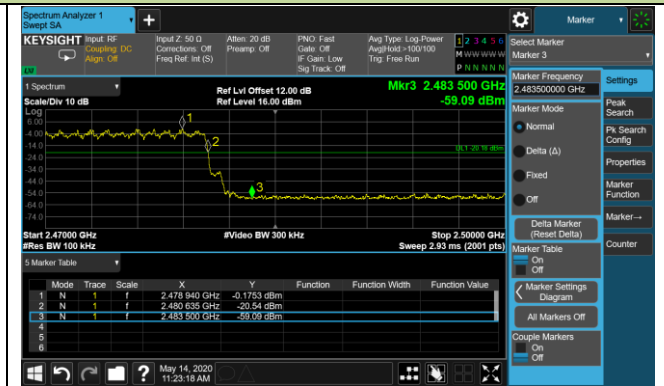 Spectrum Analyzer 1
Swept SA
+
Marker
KEYSIGHT
Input: RF
Coupling: DC
Align: Off
Input Z: 50 Ω
Corrections: Off
Freq Ref: Int (S)
Atten: 20 dB
Preamp: Off
PNO: Fast
Gate: Off
IF Gain: Low
Sig Track: Off
Avg Type: Log-Power
Avg|Hold:>100/100
Trig: Free Run
1 2 3 4 5 6
M W W W W W
P N N N N N
Select Marker
Marker 3
1 Spectrum
Scale/Div 10 dB
Ref Lvl Offset 12.00 dB
Ref Level 16.00 dBm
Mkr3 2.483 500 GHz
-59.09 dBm
Log
6.00
-4.00
-14.0
-24.0
-34.0
-44.0
-54.0
-64.0
-74.0
1
2
3
DL1 -20.18 dBm
Start 2.47000 GHz
#Res BW 100 kHz
#Video BW 300 kHz
Stop 2.50000 GHz
Sweep 2.93 ms (2001 pts)
5 Marker Table
Mode Trace Scale X Y Function Function Width Function Value
1 N 1 f 2.478 940 GHz -0.1753 dBm
2 N 1 f 2.480 635 GHz -20.54 dBm
3 N 1 f 2.483 500 GHz -59.09 dBm
4
5
6
Marker Frequency
2.483500000 GHz
Marker Mode
Normal
Delta (Δ)
Fixed
Off
Delta Marker
(Reset Delta)
Marker Table
On
Off
Marker Settings
Diagram
All Markers Off
Couple Markers
On
Off
Settings
Peak
Search
Pk Search
Config
Properties
Marker
Function
Marker→
Counter
?
May 14, 2020
11:23:18 AM